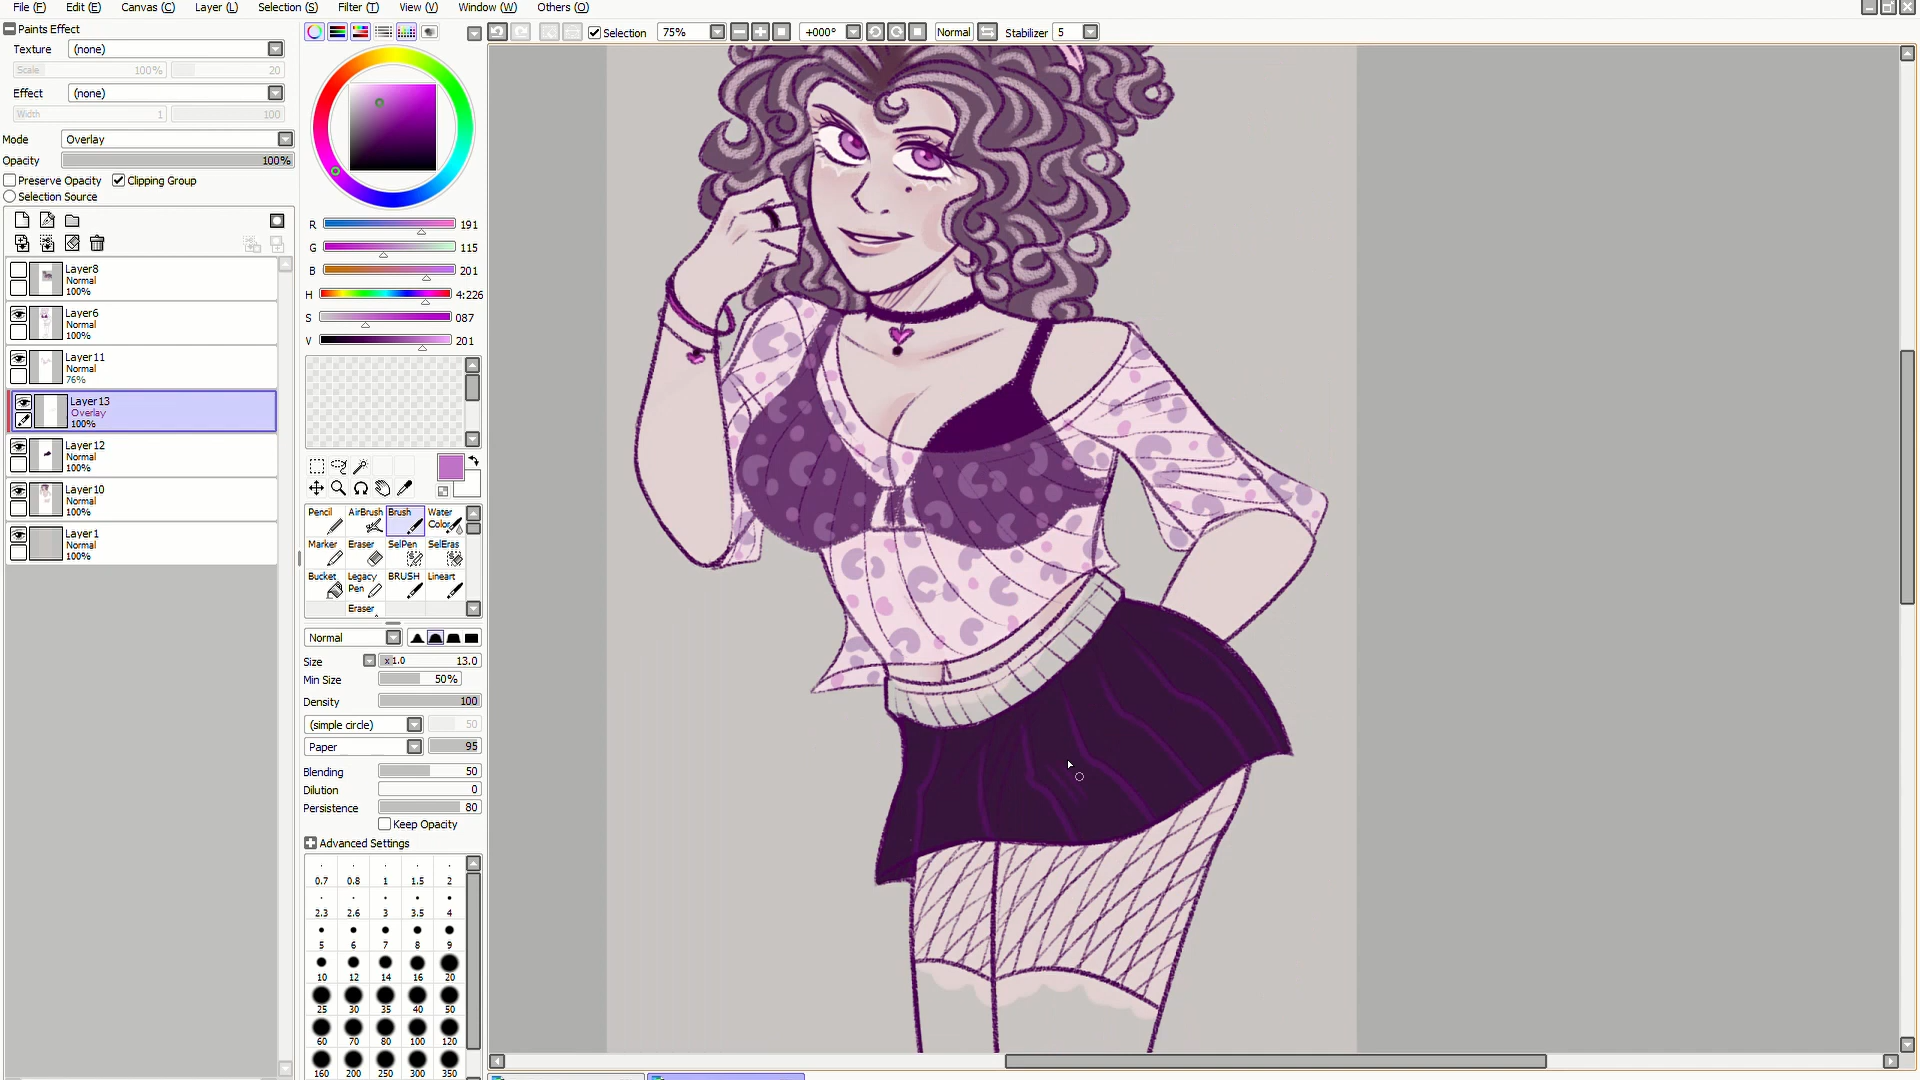 File (F) Edit (E) Canvas (C) Layer (L) Selection (S) Filter (T) View (V) Window (W) Others (O)
Paints Effect
Texture (none)
Scale 100% 20
Effect (none)
Width 1 100
Mode Overlay
Opacity 100%
Preserve Opacity Clipping Group
Selection Source
Layer8
Normal
100%
Layer6
Normal
100%
Layer11
Normal
76%
Layer13
Overlay
100%
Layer12
Normal
100%
Layer10
Normal
100%
Layer1
Normal
100%
Selection 75% +000° Normal Stabilizer 5
R 191
G 115
B 201
H 4:226
S 087
V 201
Pencil AirBrush Brush Water Color
Marker Eraser SelPen SelEras
Bucket Legacy Pen BRUSH Lineart
Eraser
Normal
Size x1.0 13.0
Min Size 50%
Density 100
(simple circle) 50
Paper 95
Blending 50
Dilution 0
Persistence 80
Keep Opacity
Advanced Settings
0.7 0.8 1 1.5 2
2.3 2.6 3 3.5 4
5 6 7 8 9
10 12 14 16 20
25 30 35 40 50
60 70 80 100 120
160 200 250 300 350